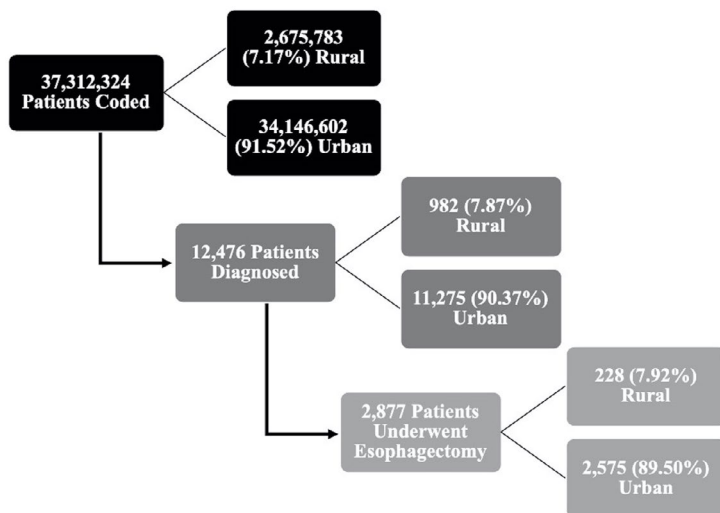 2,675,783
(7.17%) Rural
37,312,324
Patients Coded
34,146,602
(91.52%) Urban
982 (7.87%)
Rural
12,476 Patients
Diagnosed
11,275 (90.37%)
Urban
228 (7.92%)
Rural
2,877 Patients
Underwent
Esophagectomy
2,575 (89.50%)
Urban